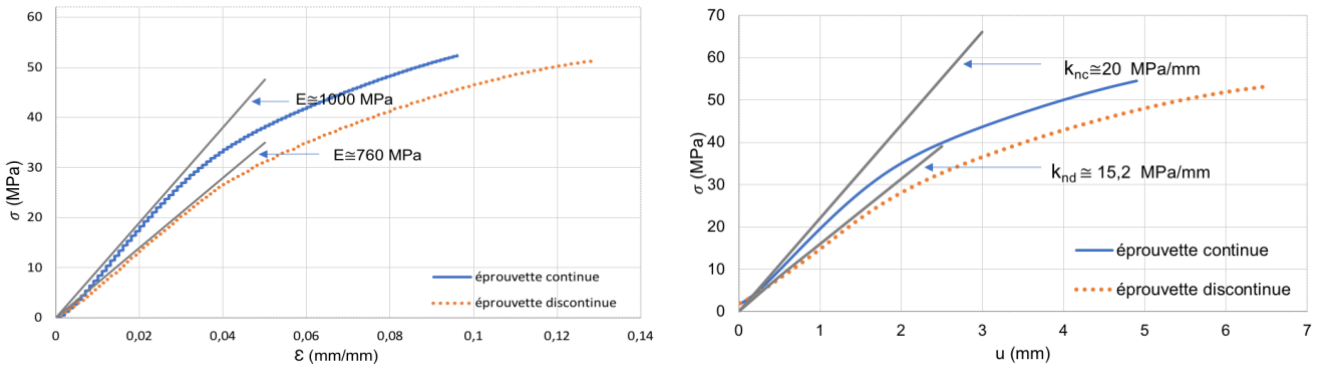 60
50
40
30
20
10
0
σ (MPa)
E≅1000 MPa
E≅760 MPa
éprouvette continue
éprouvette discontinue
0 0,02 0,04 0,06 0,08 0,1 0,12 0,14
Ɛ (mm/mm)
70
60
50
40
30
20
10
0
σ (MPa)
knc≅20 MPa/mm
knd ≅ 15,2 MPa/mm
éprouvette continue
éprouvette discontinue
0 1 2 3 4 5 6 7
u (mm)